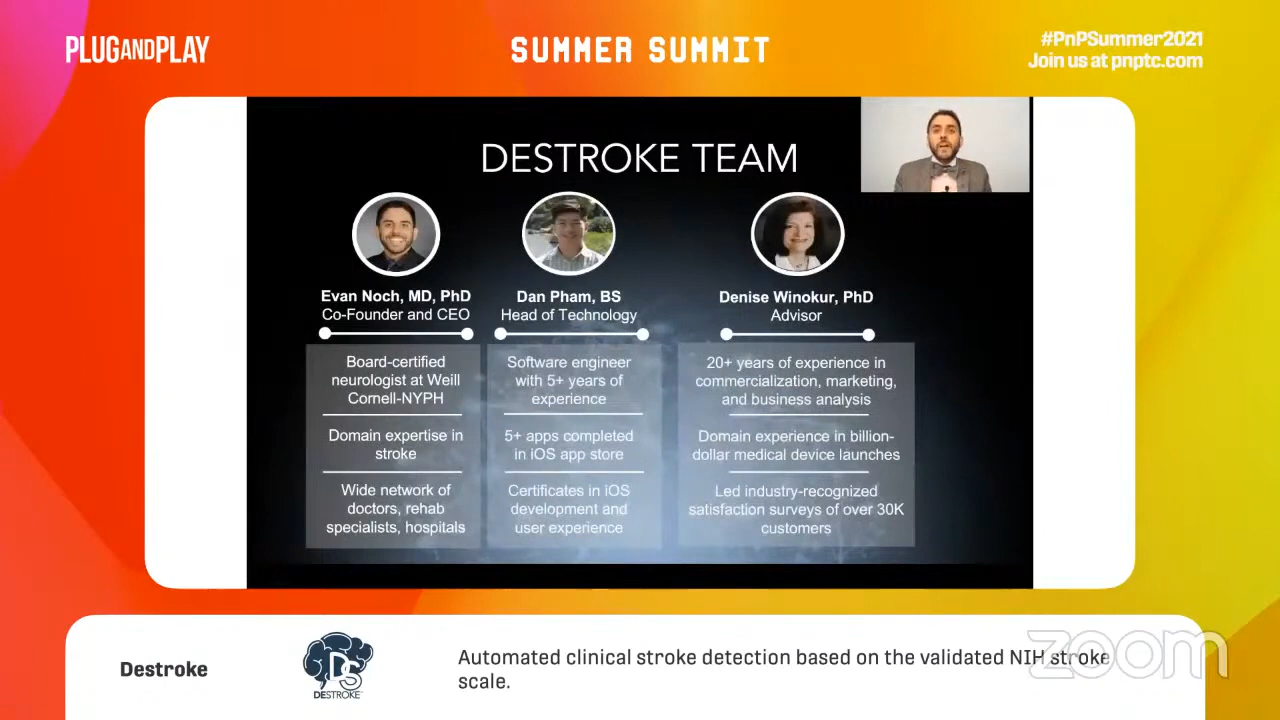 PLUGANDPLAY
SUMMER SUMMIT
#PnPSummer2021
Join us at pnptc.com
DESTROKE TEAM
Evan Noch, MD, PhD
Co-Founder and CEO
Board-certified
neurologist at Weill
Cornell-NYPH
Domain expertise in
stroke
Wide network of
doctors, rehab
specialists, hospitals
Dan Pham, BS
Head of Technology
Software engineer
with 5+ years of
experience
5+ apps completed
in iOS app store
Certificates in iOS
development and
user experience
Denise Winokur, PhD
Advisor
20+ years of experience in
commercialization, marketing,
and business analysis
Domain experience in billion-
dollar medical device launches
Led industry-recognized
satisfaction surveys of over 30K
customers
Destroke
DS
DESTROKE
Automated clinical stroke detection based on the validated NIH stroke
scale.
zoom